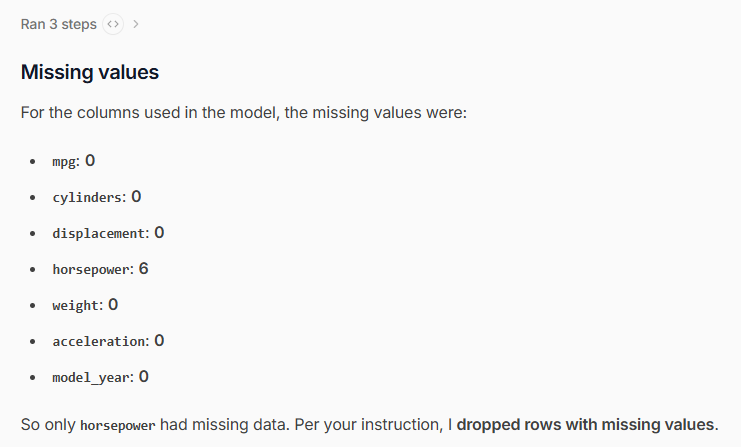 Ran 3 steps
Missing values
For the columns used in the model, the missing values were:
• mpg: 0
• cylinders: 0
• displacement: 0
• horsepower: 6
• weight: 0
• acceleration: 0
• model_year: 0
So only horsepower had missing data. Per your instruction, I dropped rows with missing values.